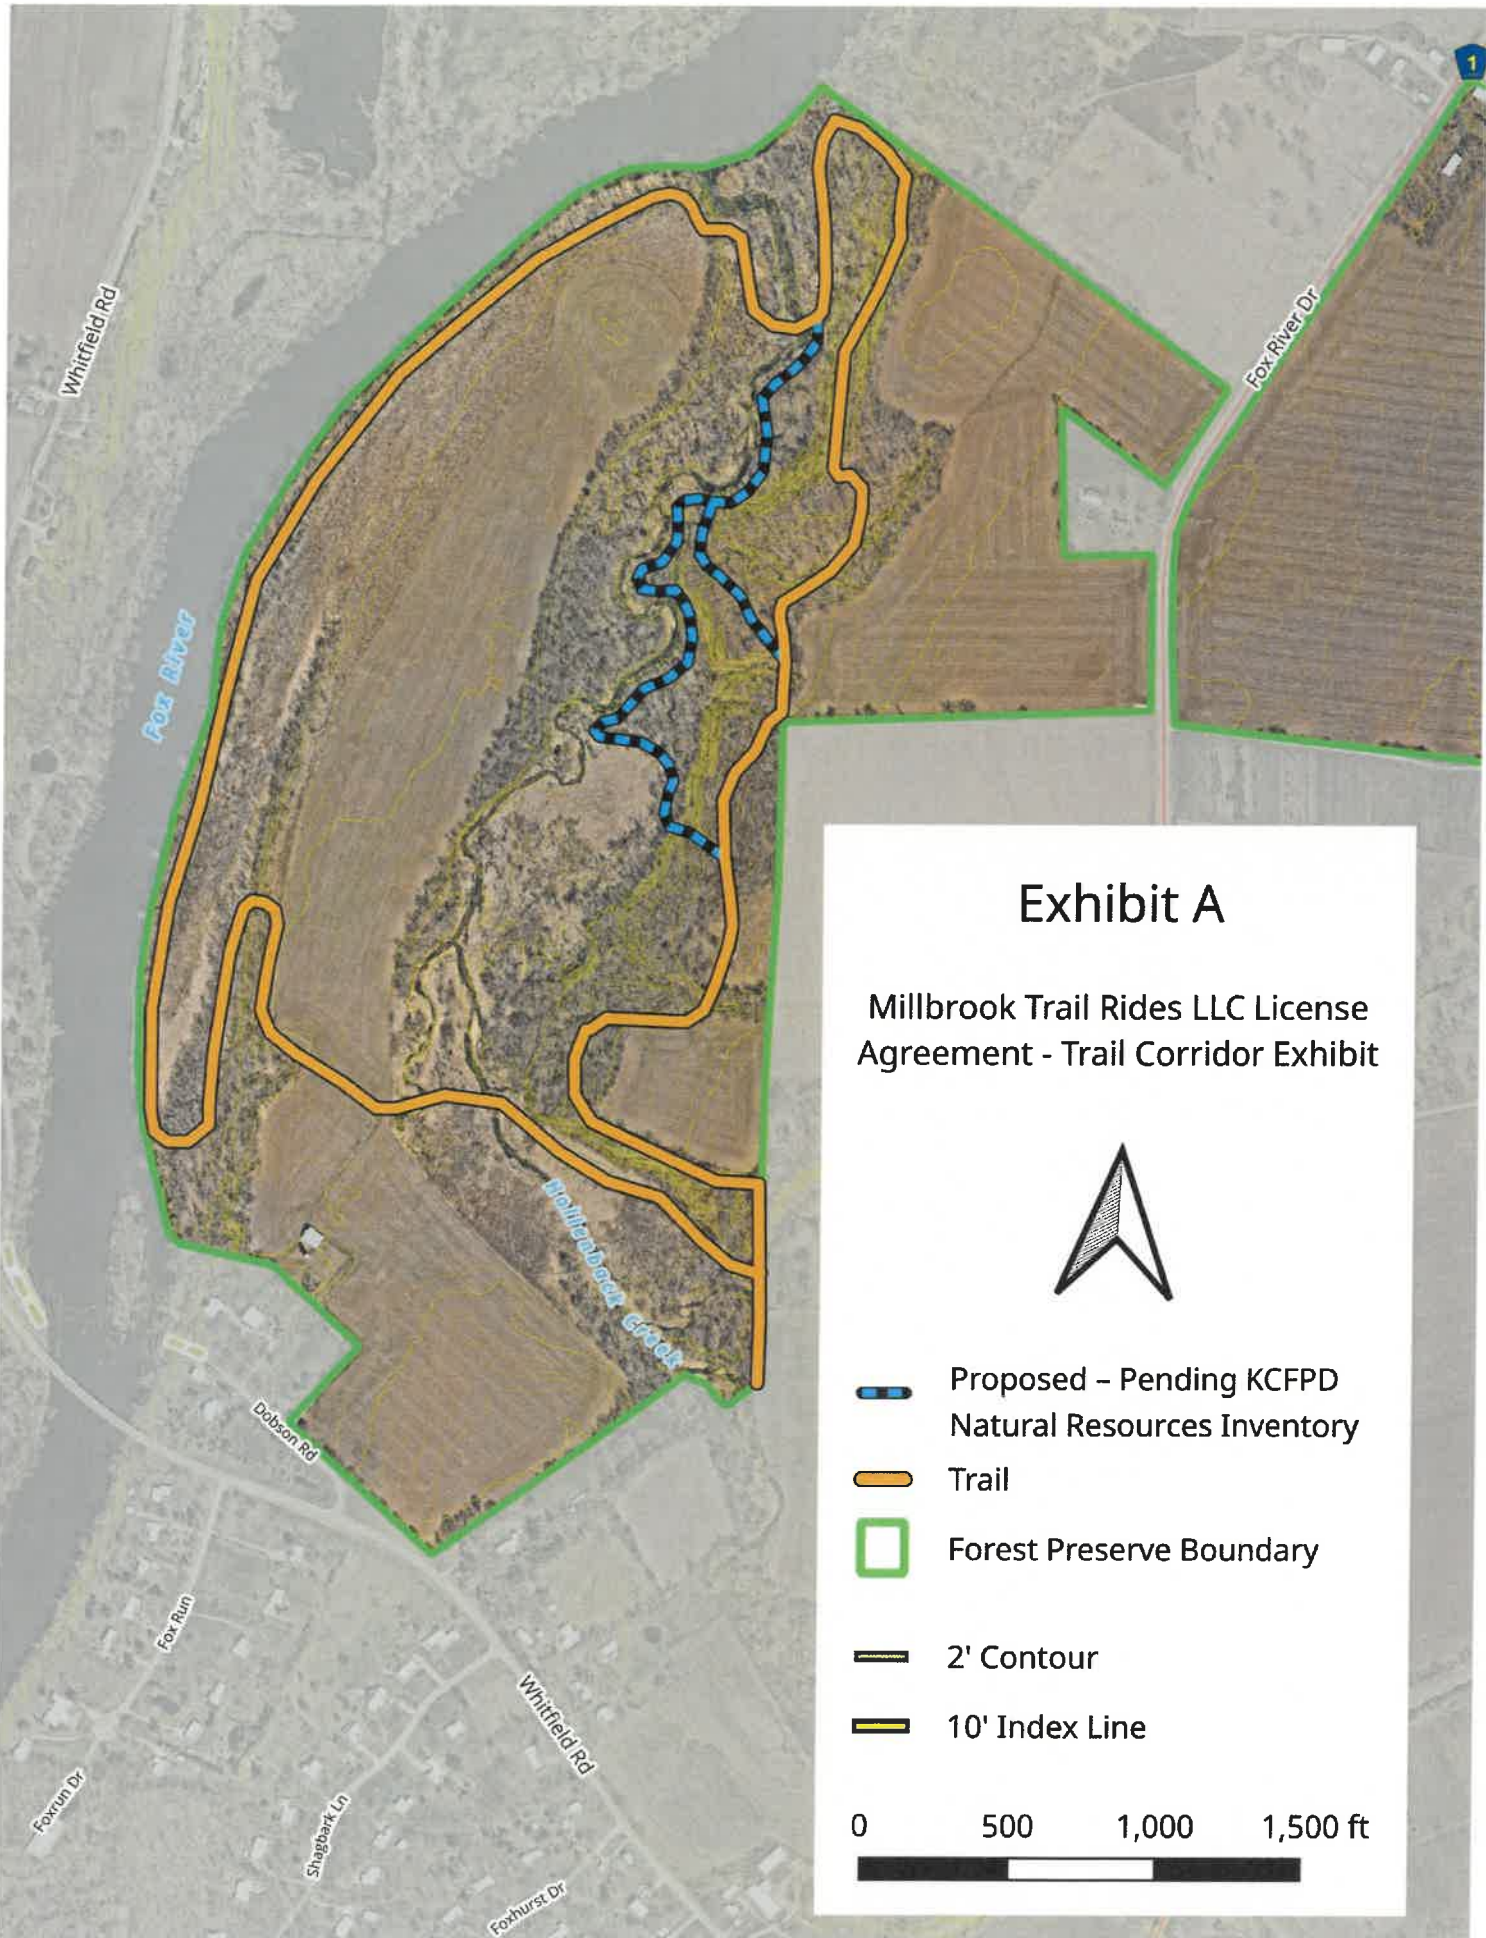 1
Whitfield Rd
Fox River Dr
Fox River
Exhibit A
Millbrook Trail Rides LLC License
Agreement - Trail Corridor Exhibit
Hollenback Creek
Proposed – Pending KCFPD
Natural Resources Inventory
Dobson Rd
Trail
Forest Preserve Boundary
Fox Run
2' Contour
Whitfield Rd
10' Index Line
Foxrun Dr
Shagbark Ln
0 500 1,000 1,500 ft
Foxhurst Dr